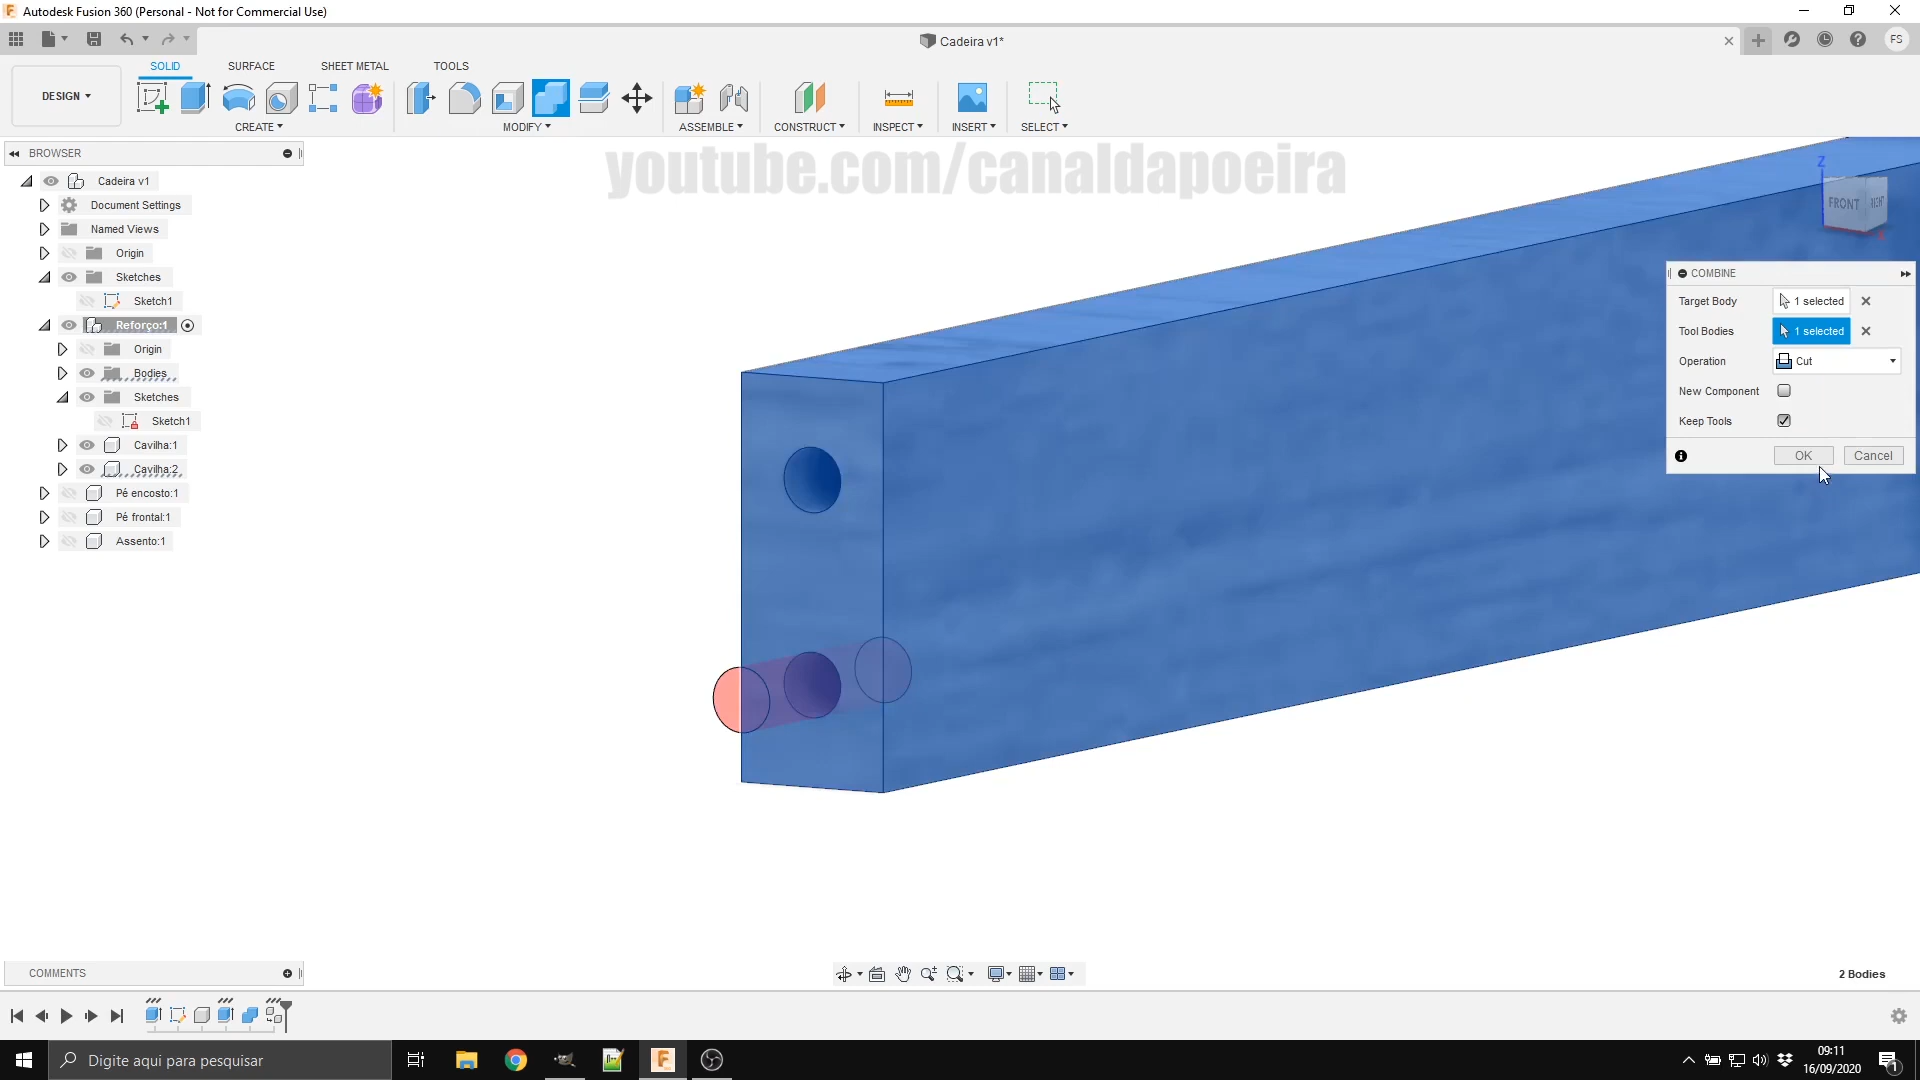 Autodesk Fusion 360 (Personal - Not for Commercial Use)
Cadeira v1*
FS
DESIGN
SOLID SURFACE SHEET METAL TOOLS
CREATE MODIFY ASSEMBLE CONSTRUCT INSPECT INSERT SELECT
BROWSER
youtube.com/canaldapoeira
Cadeira v1
Document Settings
Named Views
Origin
Sketches
Sketch1
Reforço:1
Origin
Bodies
Sketches
Sketch1
Cavilha:1
Cavilha:2
Pé encosto:1
Pé frontal:1
Assento:1
Z
FRONT RIGHT
X
COMBINE
Target Body 1 selected
Tool Bodies 1 selected
Operation Cut
New Component
Keep Tools
OK Cancel
COMMENTS
2 Bodies
Digite aqui para pesquisar
09:11
16/09/2020
1